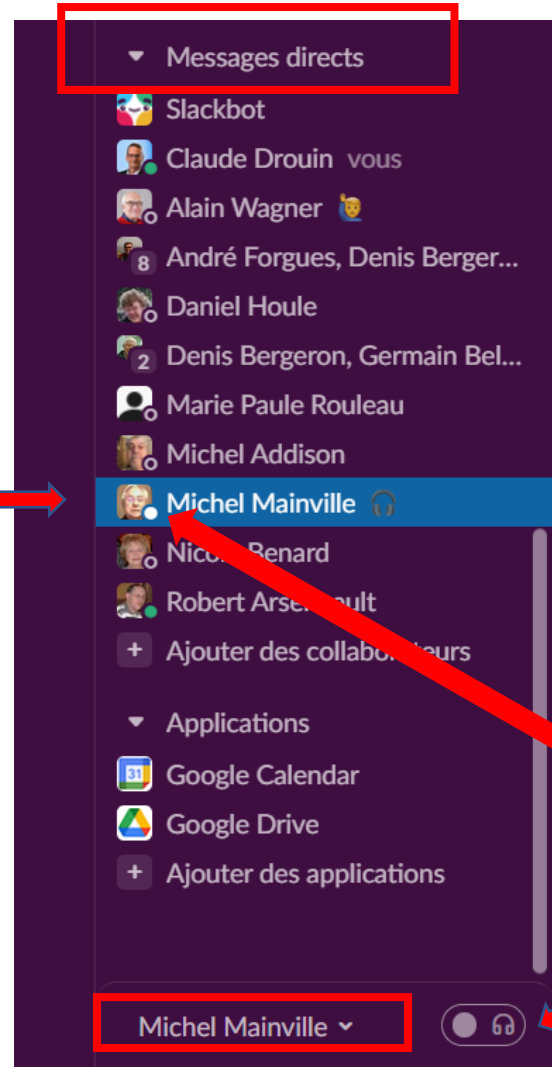 Messages directs
Slackbot
Claude Drouin vous
Alain Wagner
8 André Forgues, Denis Berger...
Daniel Houle
2 Denis Bergeron, Germain Bel...
Marie Paule Rouleau
Michel Addison
Michel Mainville
Benard
Robert
+ Ajouter des collaborateurs
Applications
31 Google Calendar
Google Drive
+ Ajouter des applications
Michel Mainville